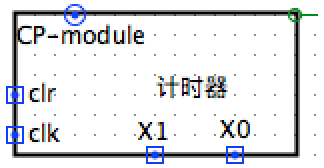 CP-module
clr
计时器
clk
X1
X0